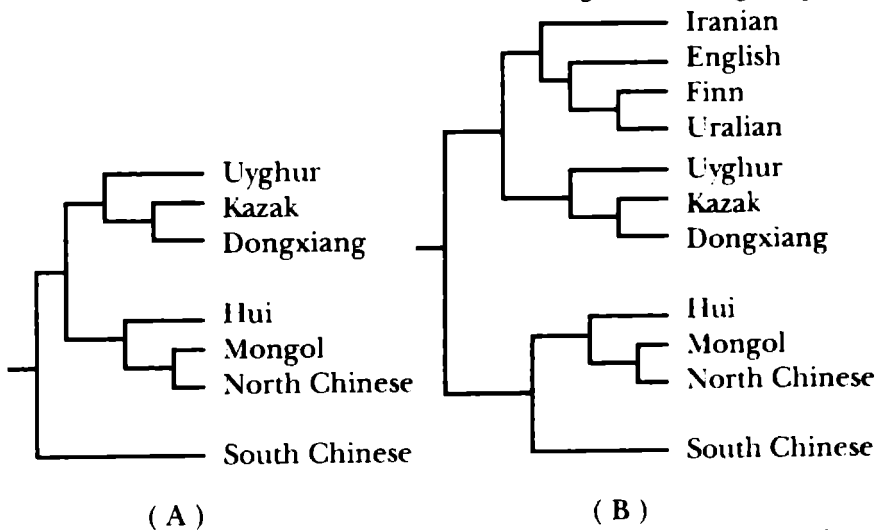 Uyghur
Kazak
Dongxiang
Hui
Mongol
North Chinese
South Chinese
(A)
Iranian
English
Finn
Uralian
Uyghur
Kazak
Dongxiang
Hui
Mongol
North Chinese
South Chinese
(B)